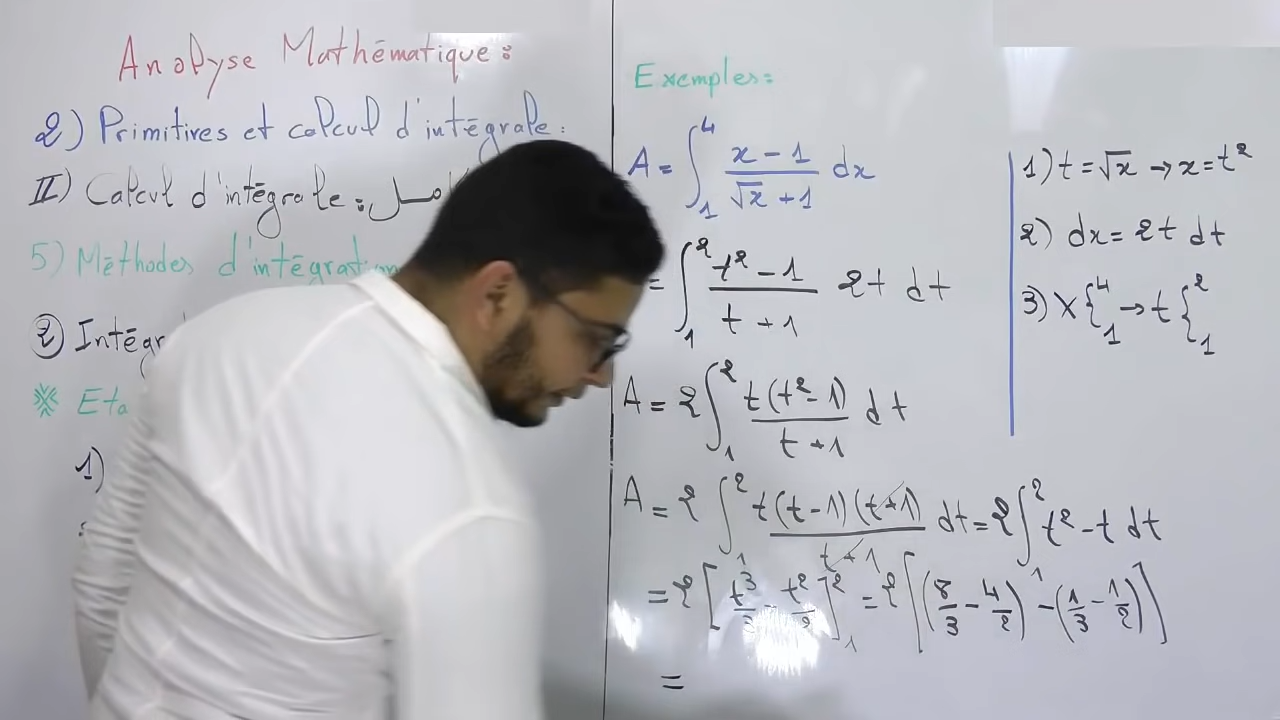 Analyse Mathématique :
2) Primitives et calcul d'intégrale :
II) Calcul d'intégrale :
5) Méthodes d'intégration
② Intégr
※ Eta
1)
Exemples :
A = ∫₁⁴ (x - 1)/(√x + 1) dx
= ∫₁² (t² - 1)/(t + 1) 2t dt
A = 2 ∫₁² t(t² - 1)/(t + 1) dt
A = 2 ∫₁² t(t - 1)(t + 1)/(t + 1) dt = 2 ∫₁² t² - t dt
= 2 [t³/3 - t²/2]₁² = 2 [(8/3 - 4/2) - (1/3 - 1/2)]
=
1) t = √x → x = t²
2) dx = 2t dt
3) x {₁⁴ → t {₁²